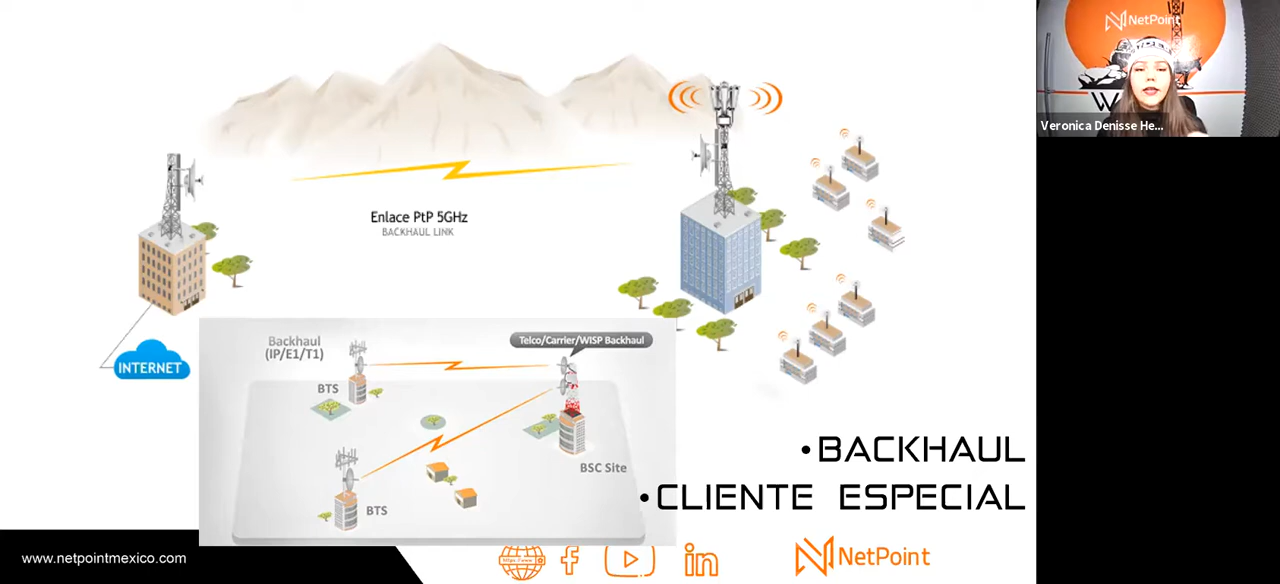 NetPoint
Veronica Denisse He...
Enlace PtP 5GHz
BACKHAUL LINK
INTERNET
Backhaul
(IP/E1/T1)
Telco/Carrier/WISP Backhaul
BTS
BSC Site
BTS
•BACKHAUL
•CLIENTE ESPECIAL
www.netpointmexico.com
NetPoint